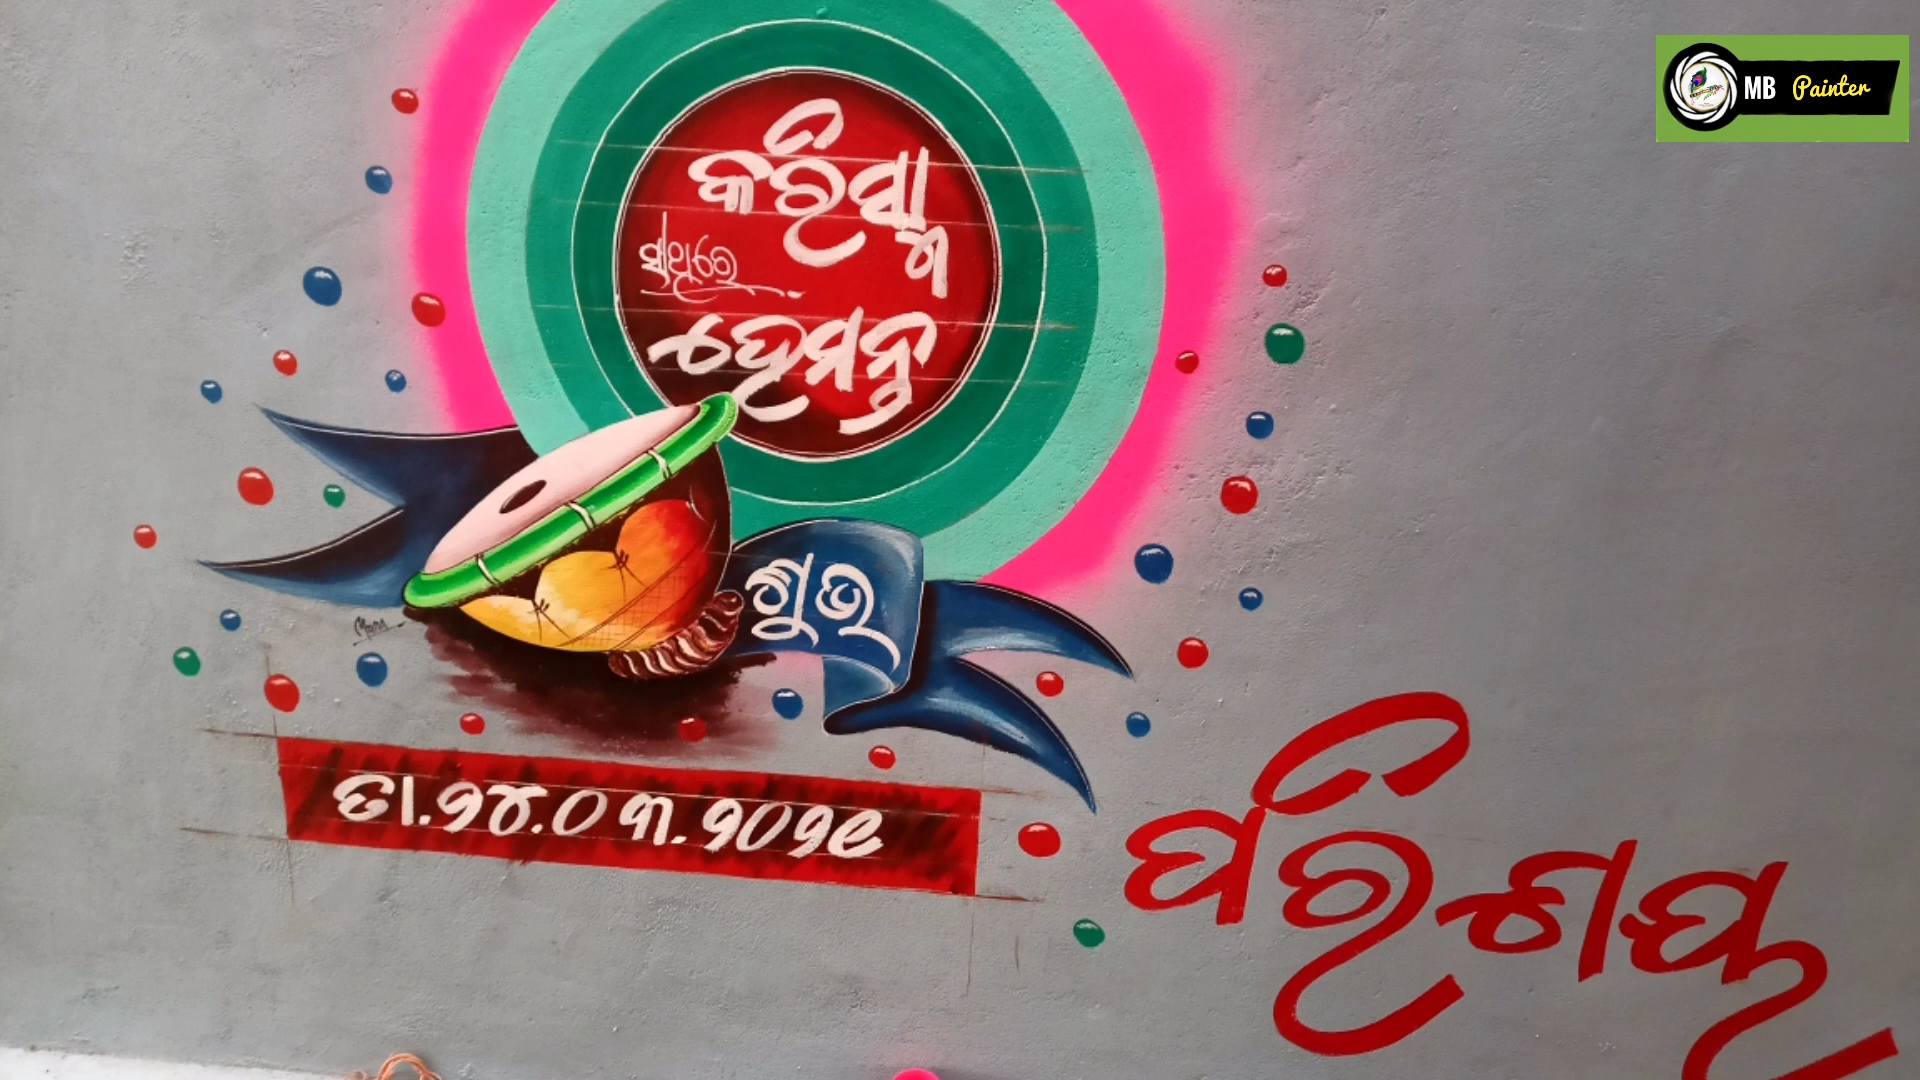 MB Painter
କରିସ୍ମା
ସାଥିରେ
ହେମନ୍ତ
ଶୁଭ
ପରିଣୟ
ତା.୨୪.୦୩.୨୦୨୧